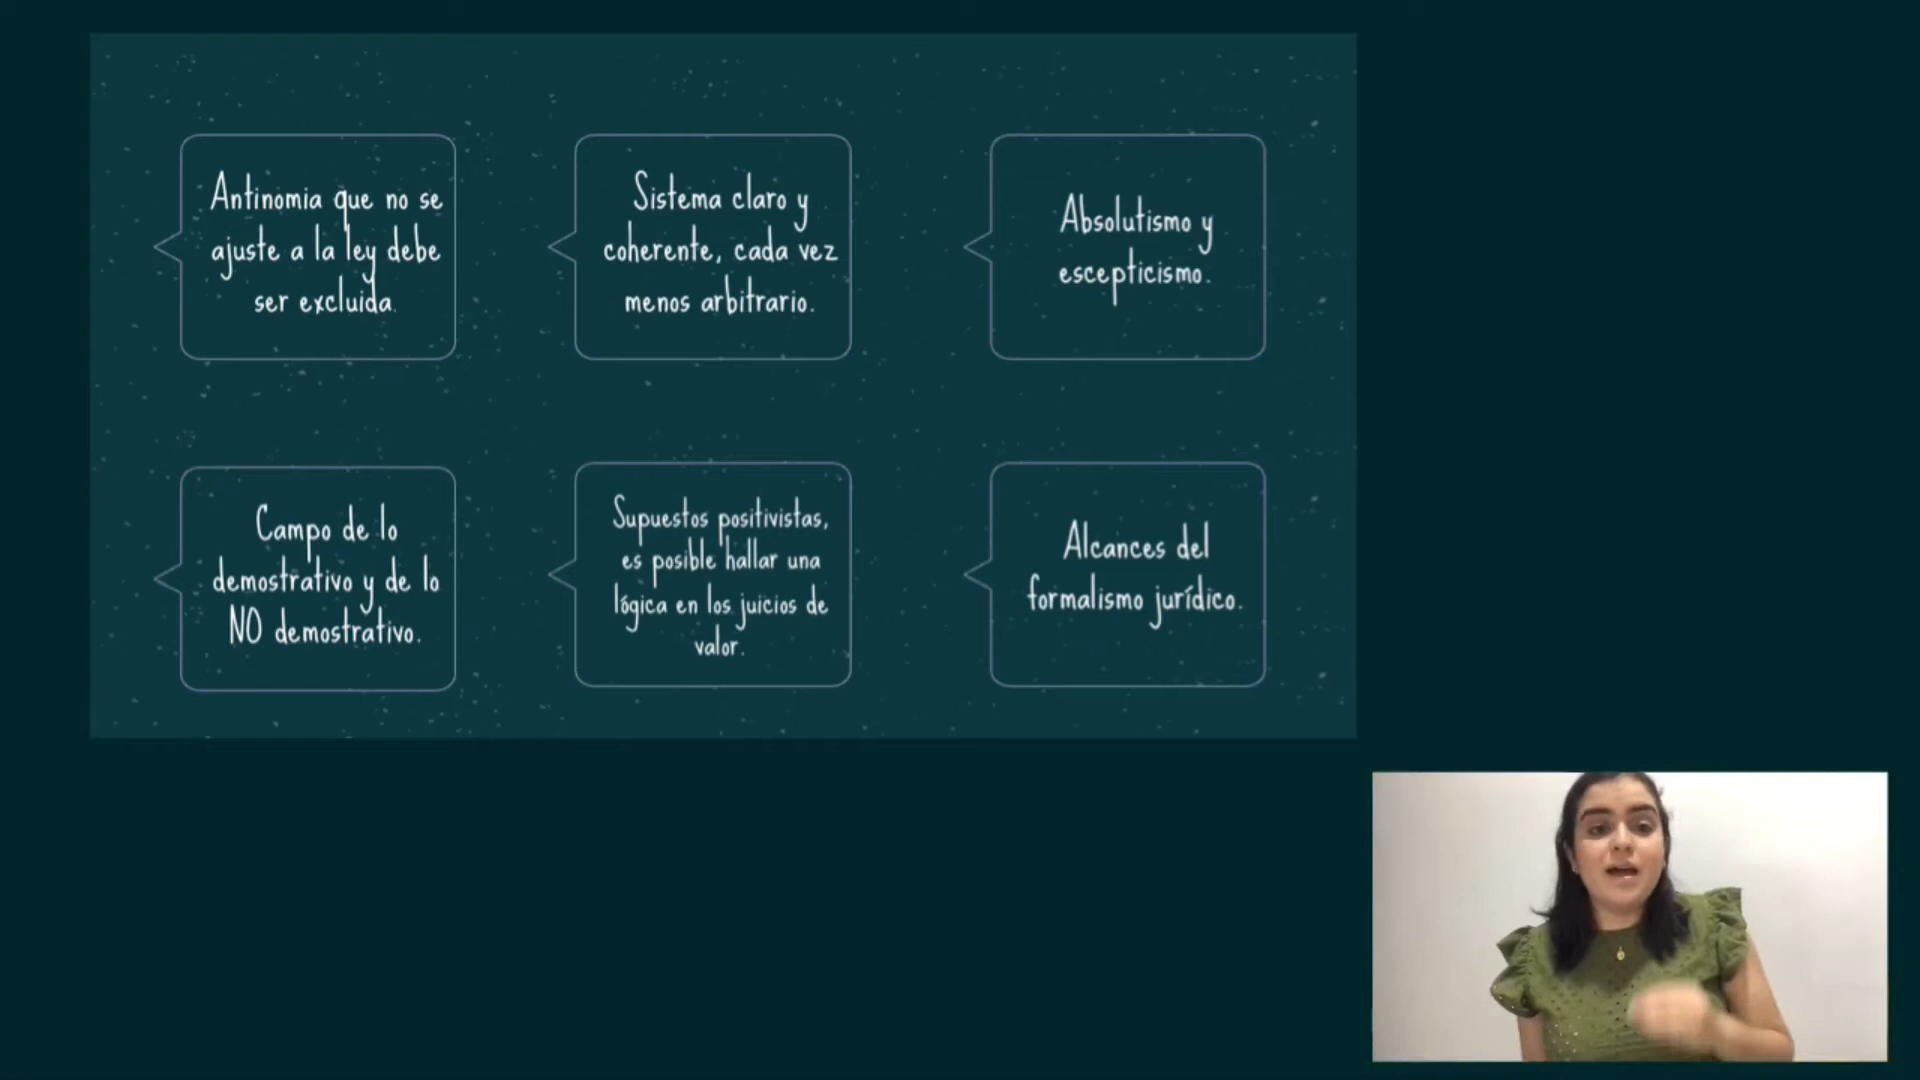 Antinomia que no se
ajuste a la ley debe
ser excluida.
Sistema claro y
coherente, cada vez
menos arbitrario.
Absolutismo y
escepticismo.
Campo de lo
demostrativo y de lo
NO demostrativo.
Supuestos positivistas,
es posible hallar una
lógica en los juicios de
valor.
Alcances del
formalismo jurídico.